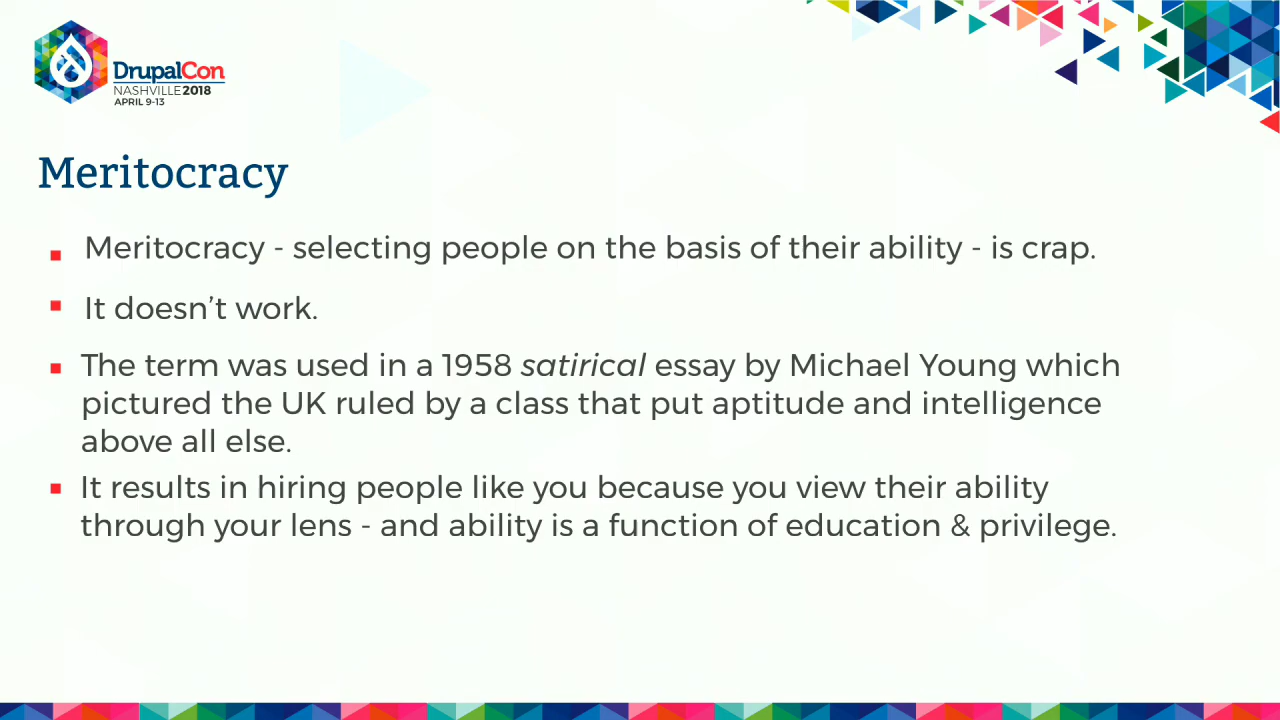 DrupalCon
NASHVILLE 2018
APRIL 9-13
Meritocracy
Meritocracy - selecting people on the basis of their ability - is crap.
It doesn’t work.
The term was used in a 1958 satirical essay by Michael Young which
pictured the UK ruled by a class that put aptitude and intelligence
above all else.
It results in hiring people like you because you view their ability
through your lens - and ability is a function of education & privilege.